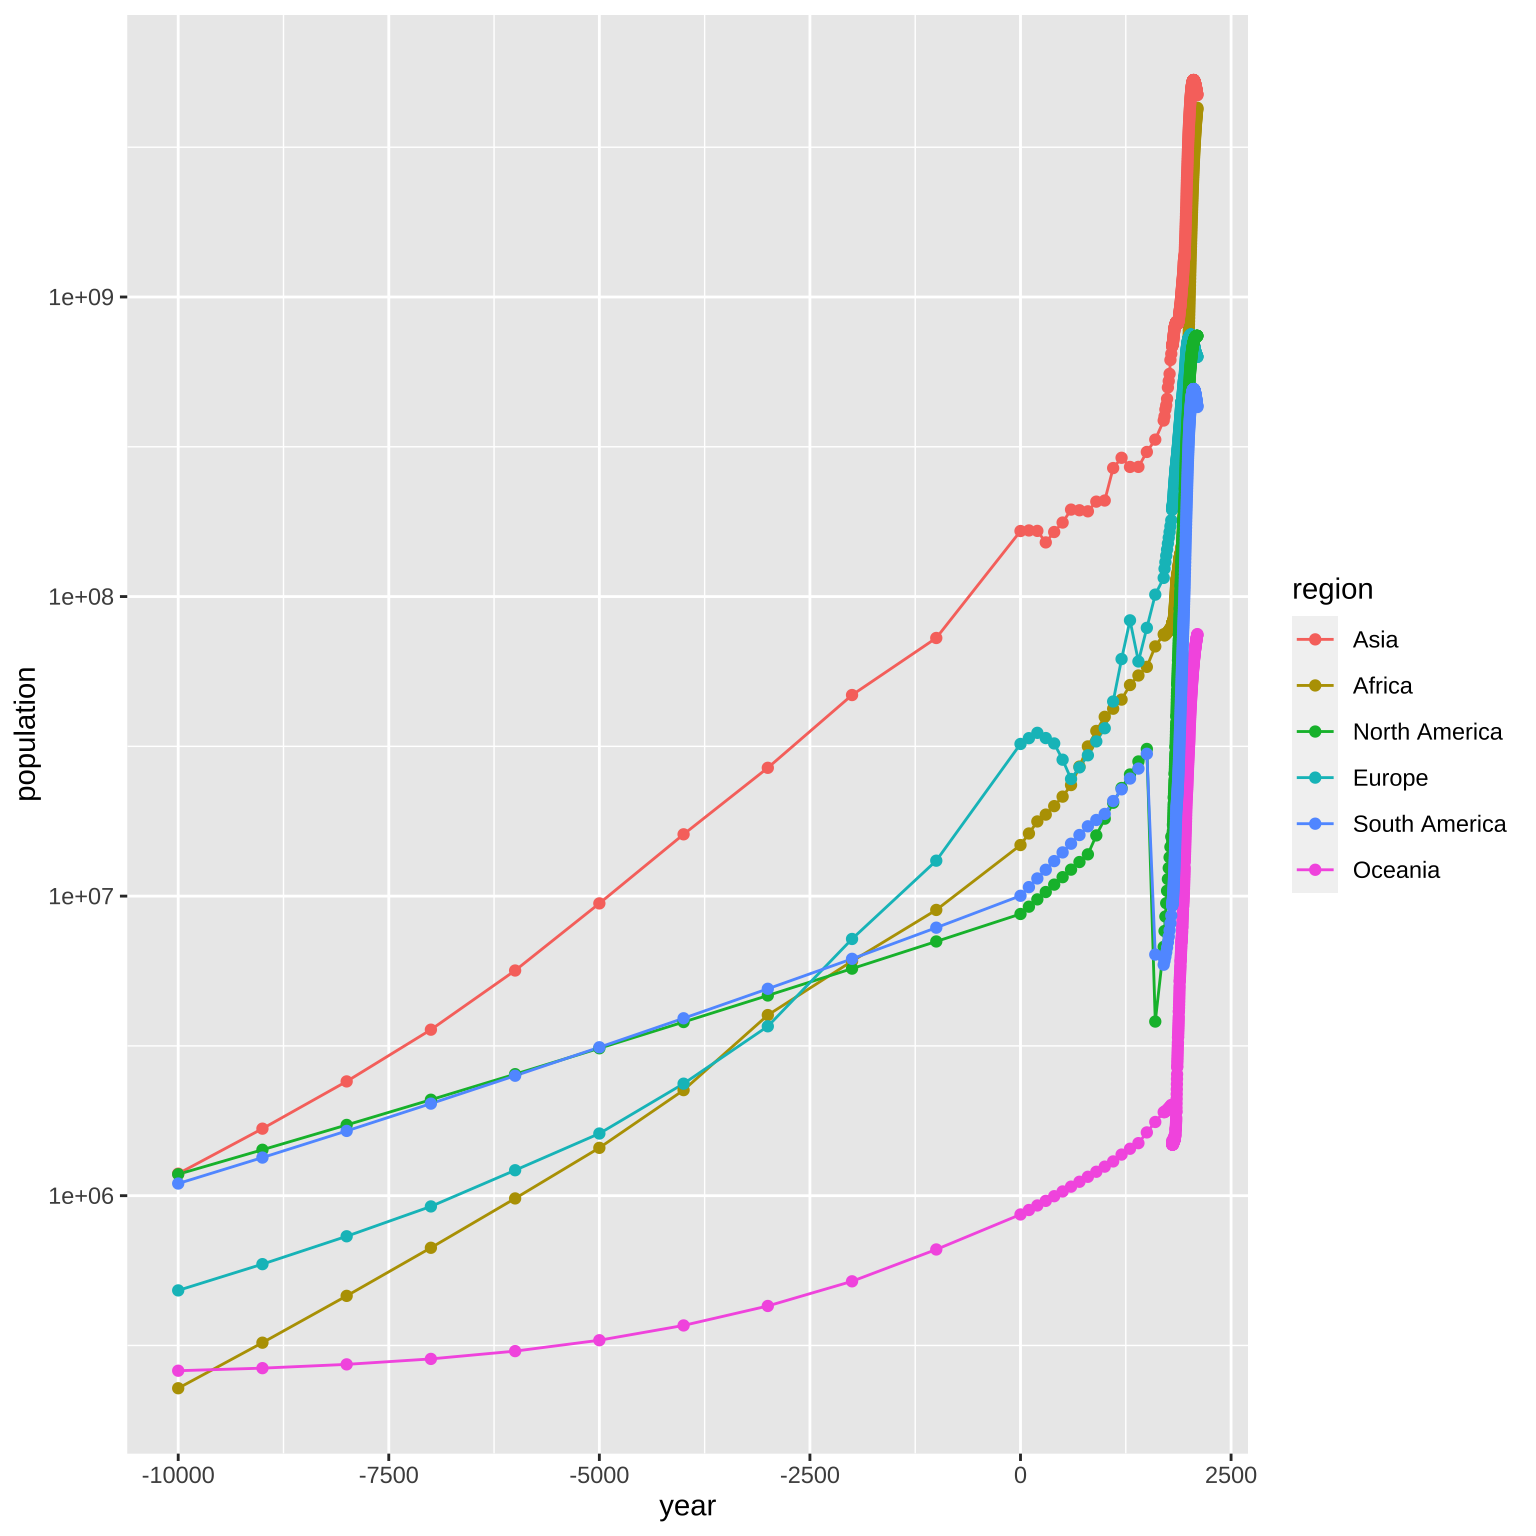 1e+09
1e+08
1e+07
1e+06
population
-10000
-7500
-5000
-2500
0
2500
year
region
Asia
Africa
North America
Europe
South America
Oceania